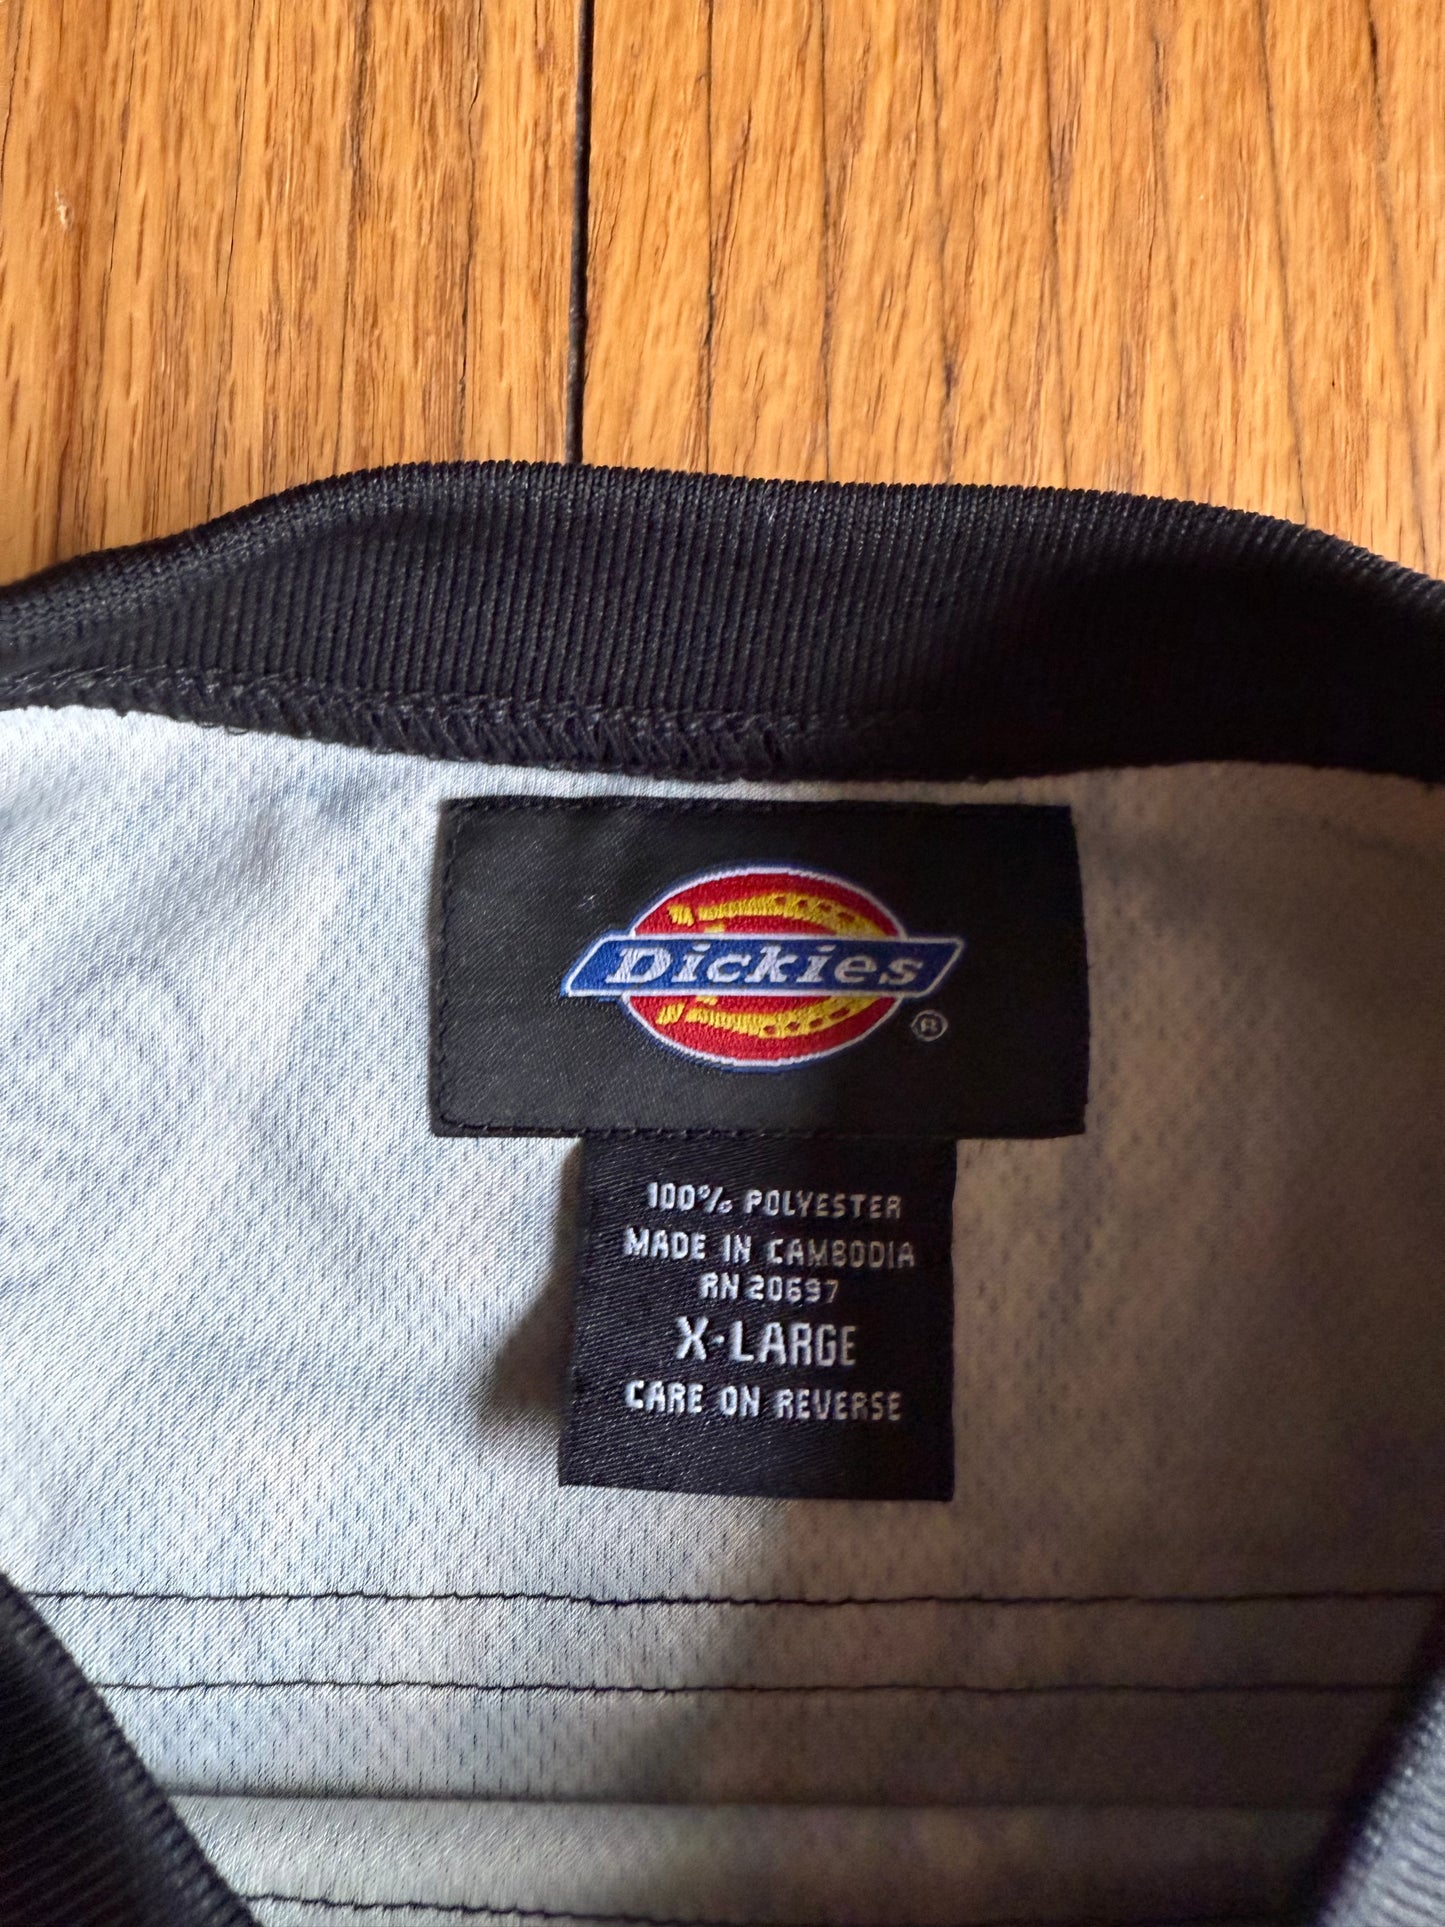 Dickies
®
100% POLYESTER
MADE IN CAMBODIA
RN 20697
X-LARGE
CARE ON REVERSE